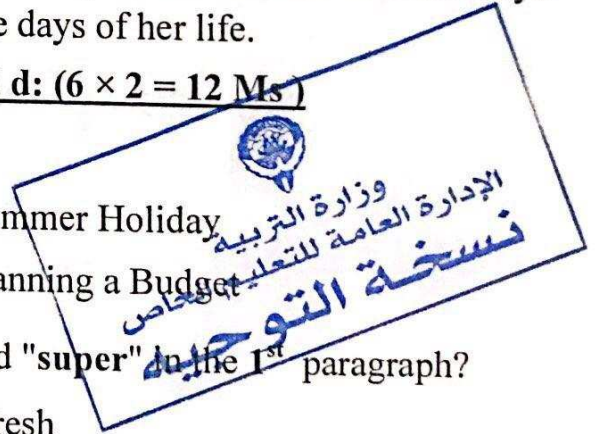 e days of her life.
d: (6 × 2 = 12 Ms )
mmer Holiday
وزارة التربية
الإدارة العامة للتعليم الخاص
anning a Budget
نسخة التوجيه
d "super" in the 1st paragraph?
resh